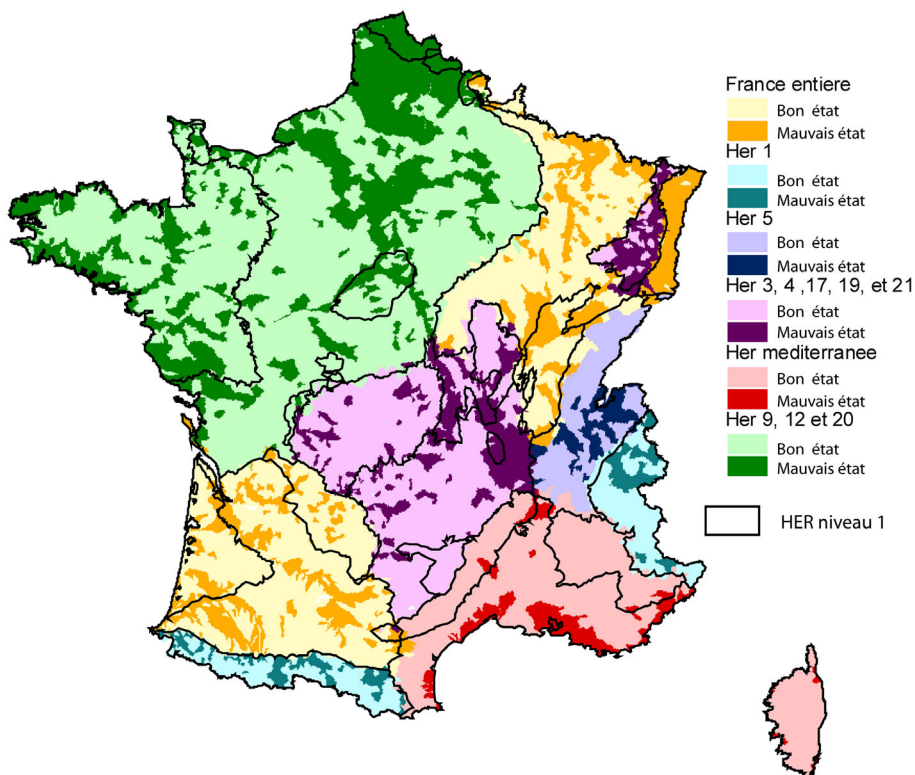 France entiere
Bon état
Mauvais état
Her 1
Bon état
Mauvais état
Her 5
Bon état
Mauvais état
Her 3, 4 ,17, 19, et 21
Bon état
Mauvais état
Her mediterranee
Bon état
Mauvais état
Her 9, 12 et 20
Bon état
Mauvais état
HER niveau 1